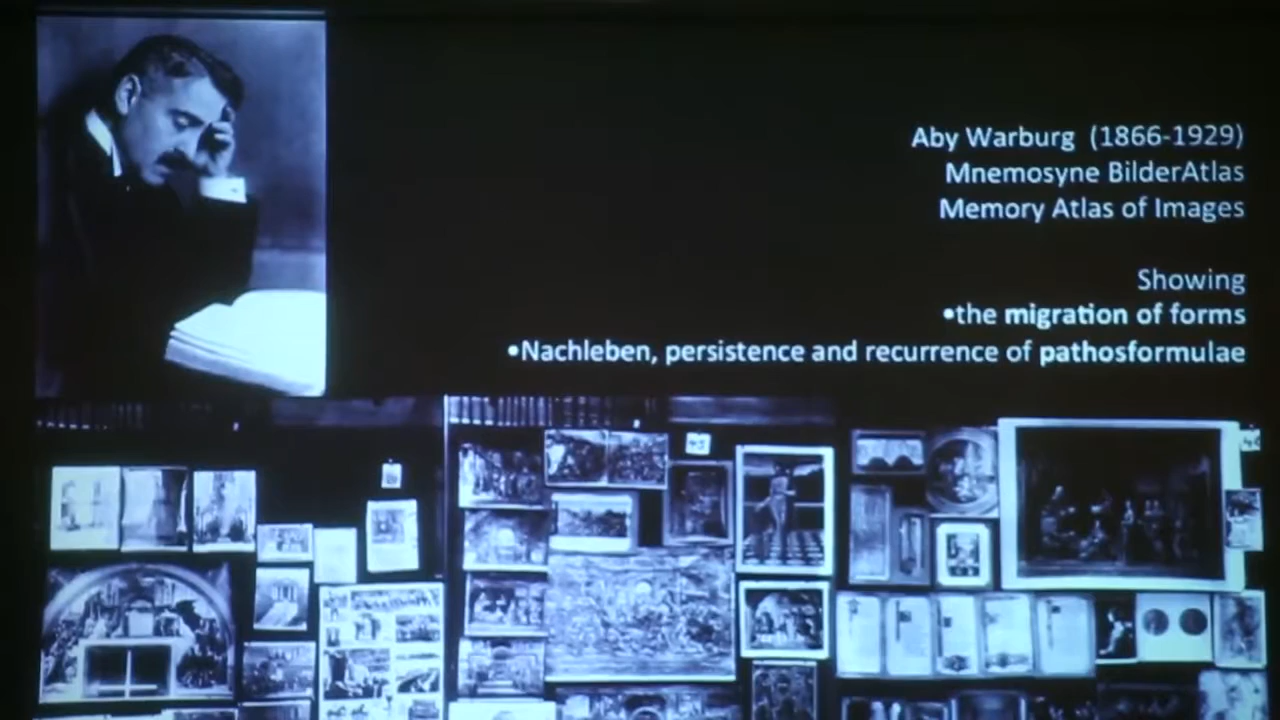 Aby Warburg (1866-1929)
Mnemosyne BilderAtlas
Memory Atlas of Images
Showing
•the migration of forms
•Nachleben, persistence and recurrence of pathosformulae
45